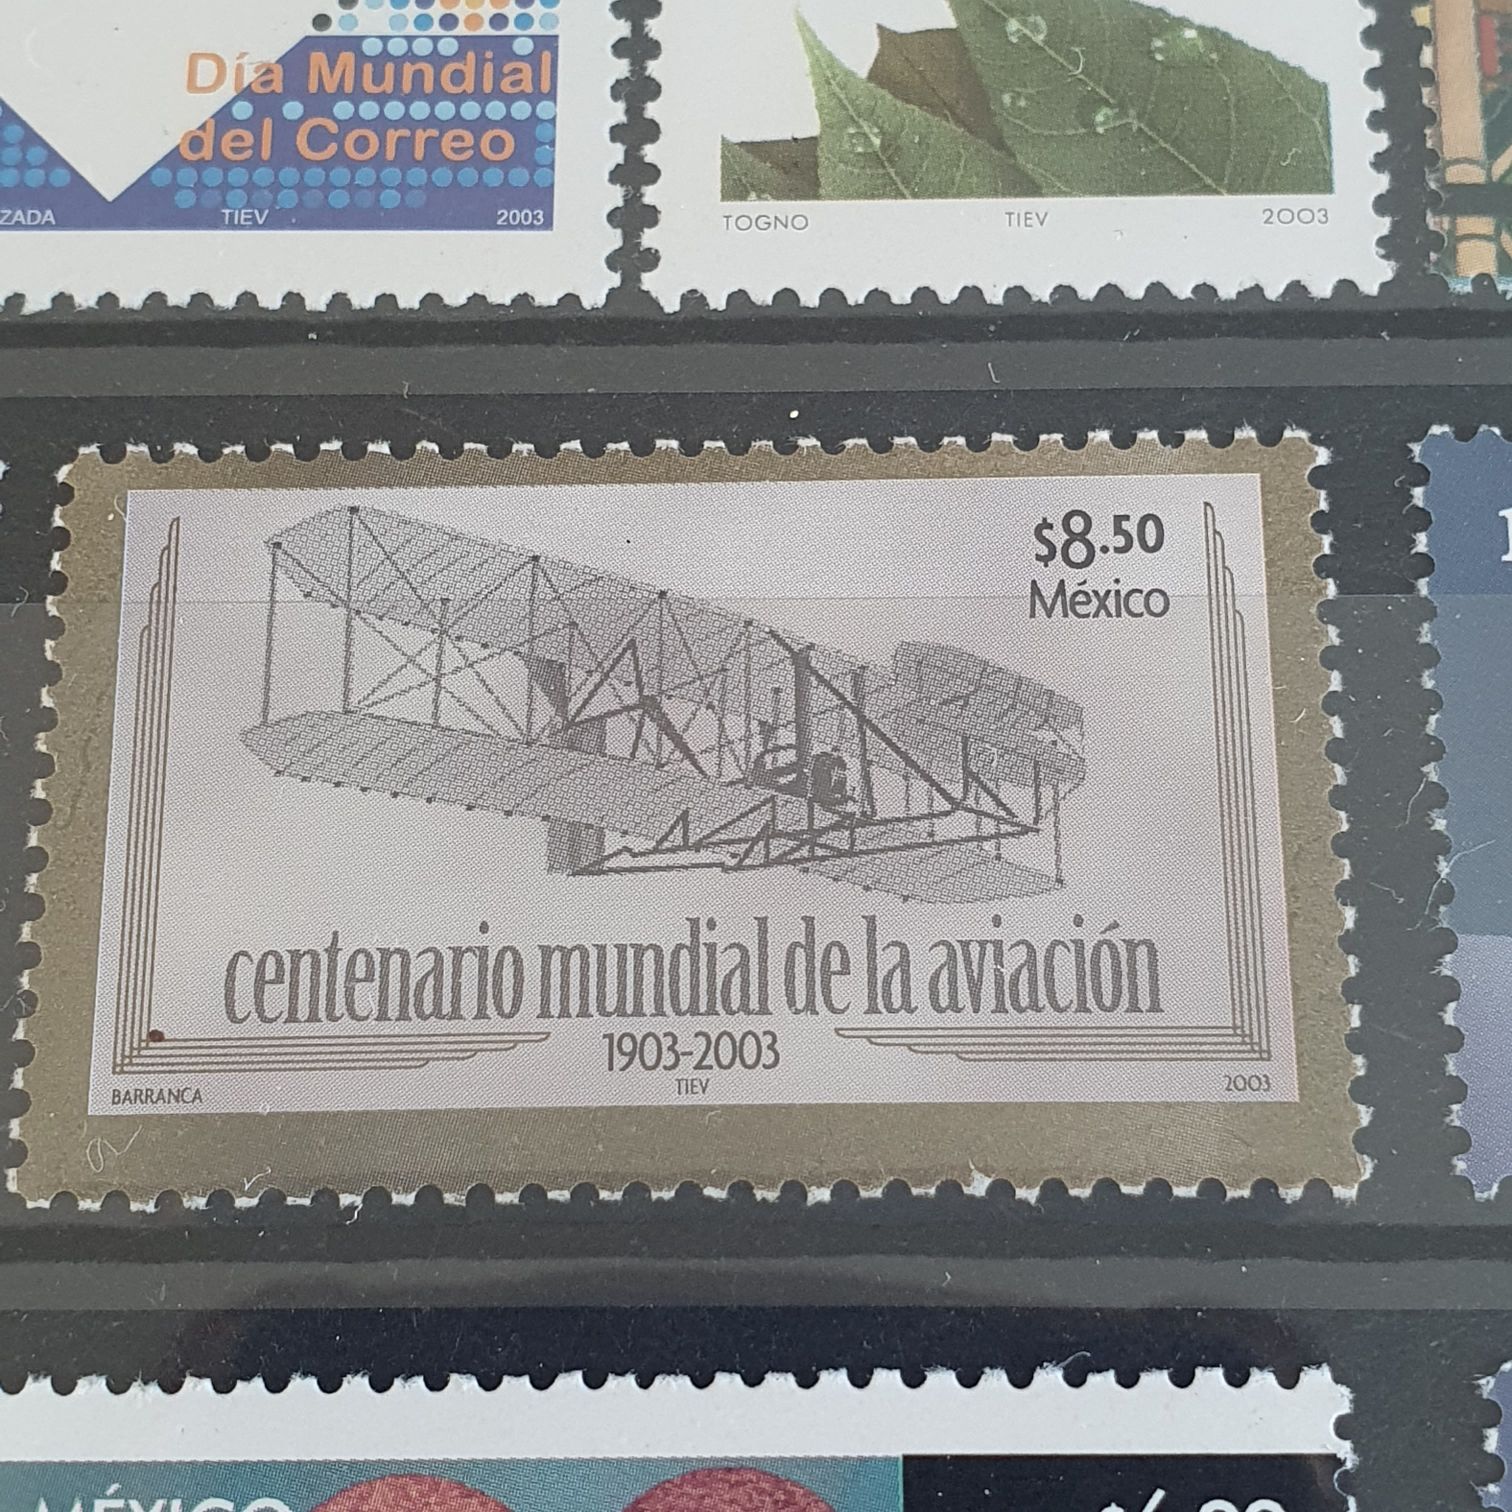 Día Mundial
del Correo
TIEV
2003
TOGNO
TIEV
2003
$8.50
México
centenario mundial de la aviación
1903-2003
TIEV
BARRANCA
2003
MÉXICO